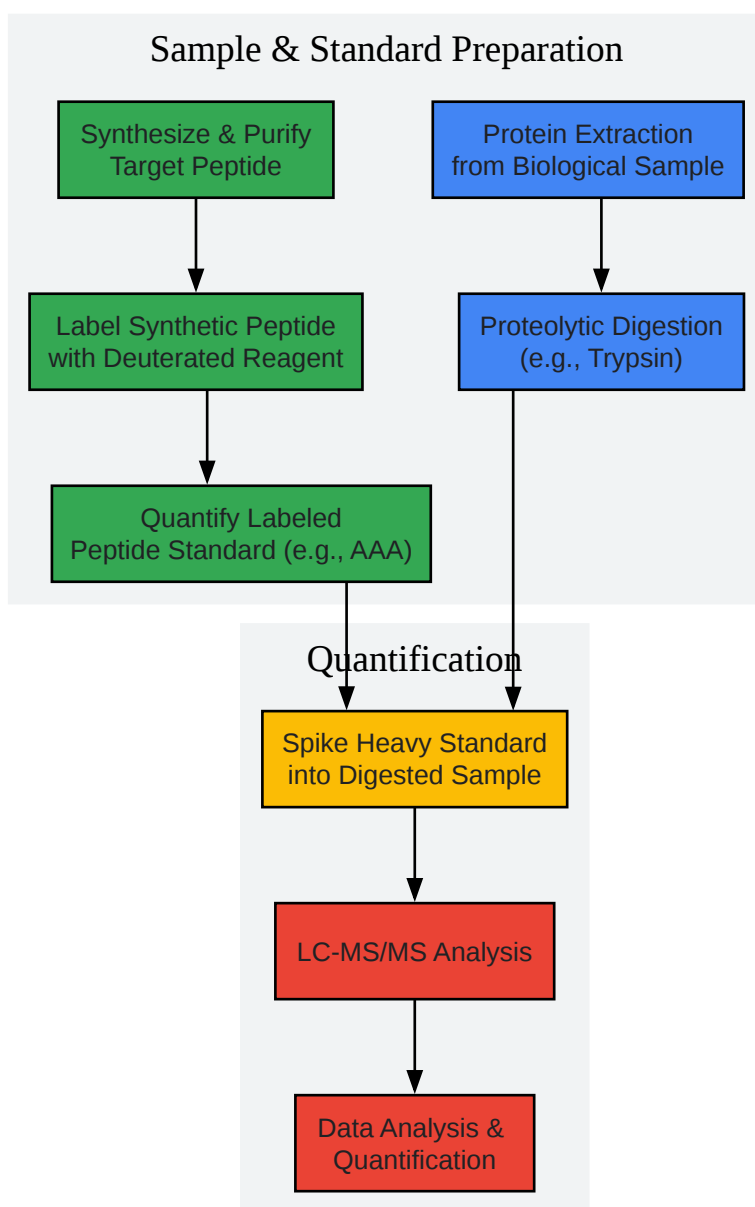 Sample & Standard Preparation
Synthesize & Purify
Target Peptide
Protein Extraction
from Biological Sample
Label Synthetic Peptide
with Deuterated Reagent
Proteolytic Digestion
(e.g., Trypsin)
Quantify Labeled
Peptide Standard (e.g., AAA)
Quantification
Spike Heavy Standard
into Digested Sample
LC-MS/MS Analysis
Data Analysis &
Quantification